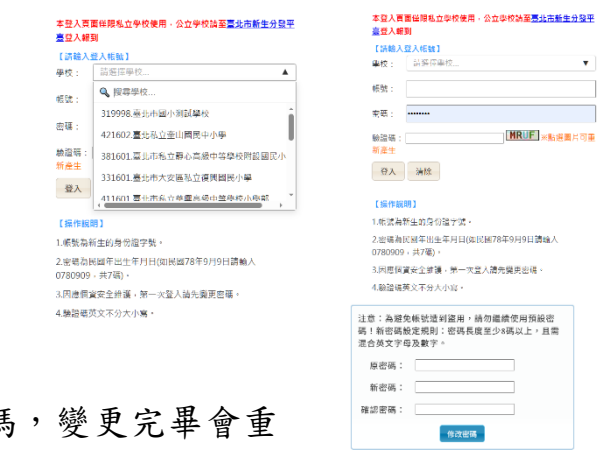 本登入頁面僅限私立學校使用，公立學校請至臺北市新生分發平
臺登入報到
【請輸入登入帳號】
學校：
請選擇學校...
帳號：
搜尋學校...
319998.臺北市國小測試學校
421602.臺北私立奎山國民中小學
381601.臺北市私立靜心高級中等學校附設國民小
331601.臺北市大安區私立復興國民小學
411601.臺北私立華興高級中等學校小學部
密碼：
驗證碼：
新產生
登入
【操作說明】
1.帳號為新生的身份證字號。
2.密碼為民國年出生年月日(如民國78年9月9日請輸入
0780909，共7碼)。
3.因應個資安全維護，第一次登入請先變更密碼。
4.驗證碼英文不分大小寫。
碼，變更完畢會重
本登入頁面僅限私立學校使用，公立學校請至臺北市新生分發平
臺登入報到
【請輸入登入帳號】
學校：
請選擇學校...
帳號：
密碼：
驗證碼：
MRUF
※點選圖片可重
新產生
登入 清除
【操作說明】
1.帳號為新生的身份證字號。
2.密碼為民國年出生年月日(如民國78年9月9日請輸入
0780909，共7碼)。
3.因應個資安全維護，第一次登入請先變更密碼。
4.驗證碼英文不分大小寫。
注意：為避免帳號遭到盜用，請勿繼續使用預設密
碼！新密碼設定規則：密碼長度至少8碼以上，且需
混合英文字母及數字。
原密碼：
新密碼：
確認密碼：
修改密碼